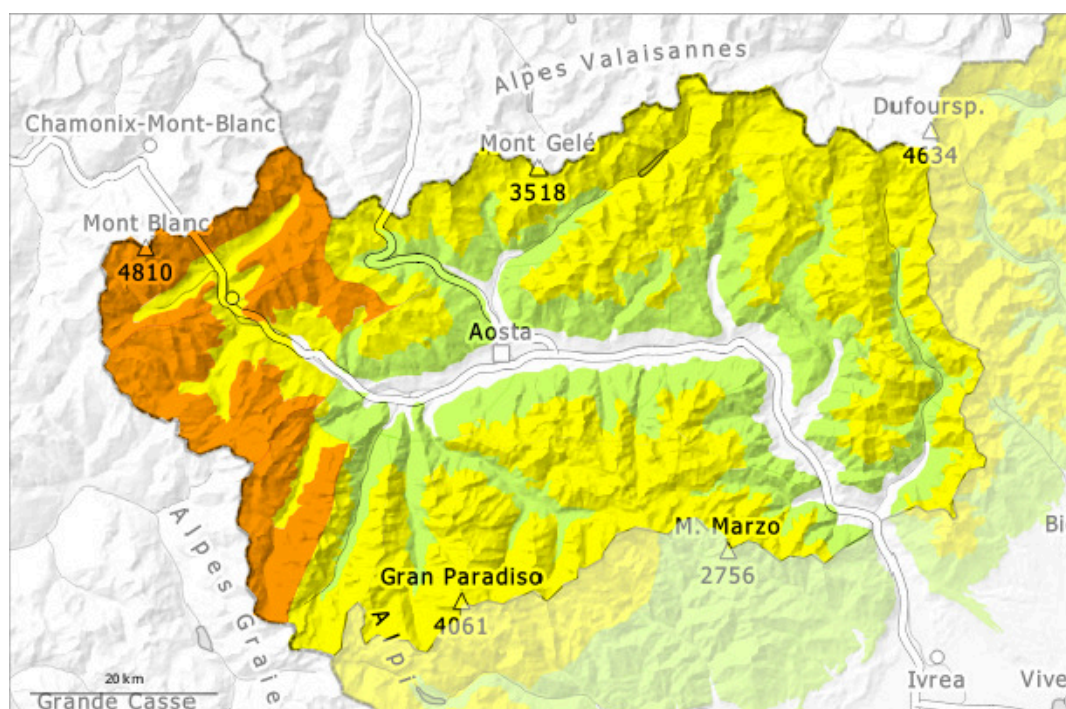 Alpes Valaisannes
Dufoursp.
4634
Chamonix-Mont-Blanc
Mont Gelé
3518
Mont Blanc
4810
Aosta
M. Marzo
2756
Gran Paradiso
4061
Alpes Graie
Alpi
20 km
Grande Casse
Ivrea
Vive
Bi